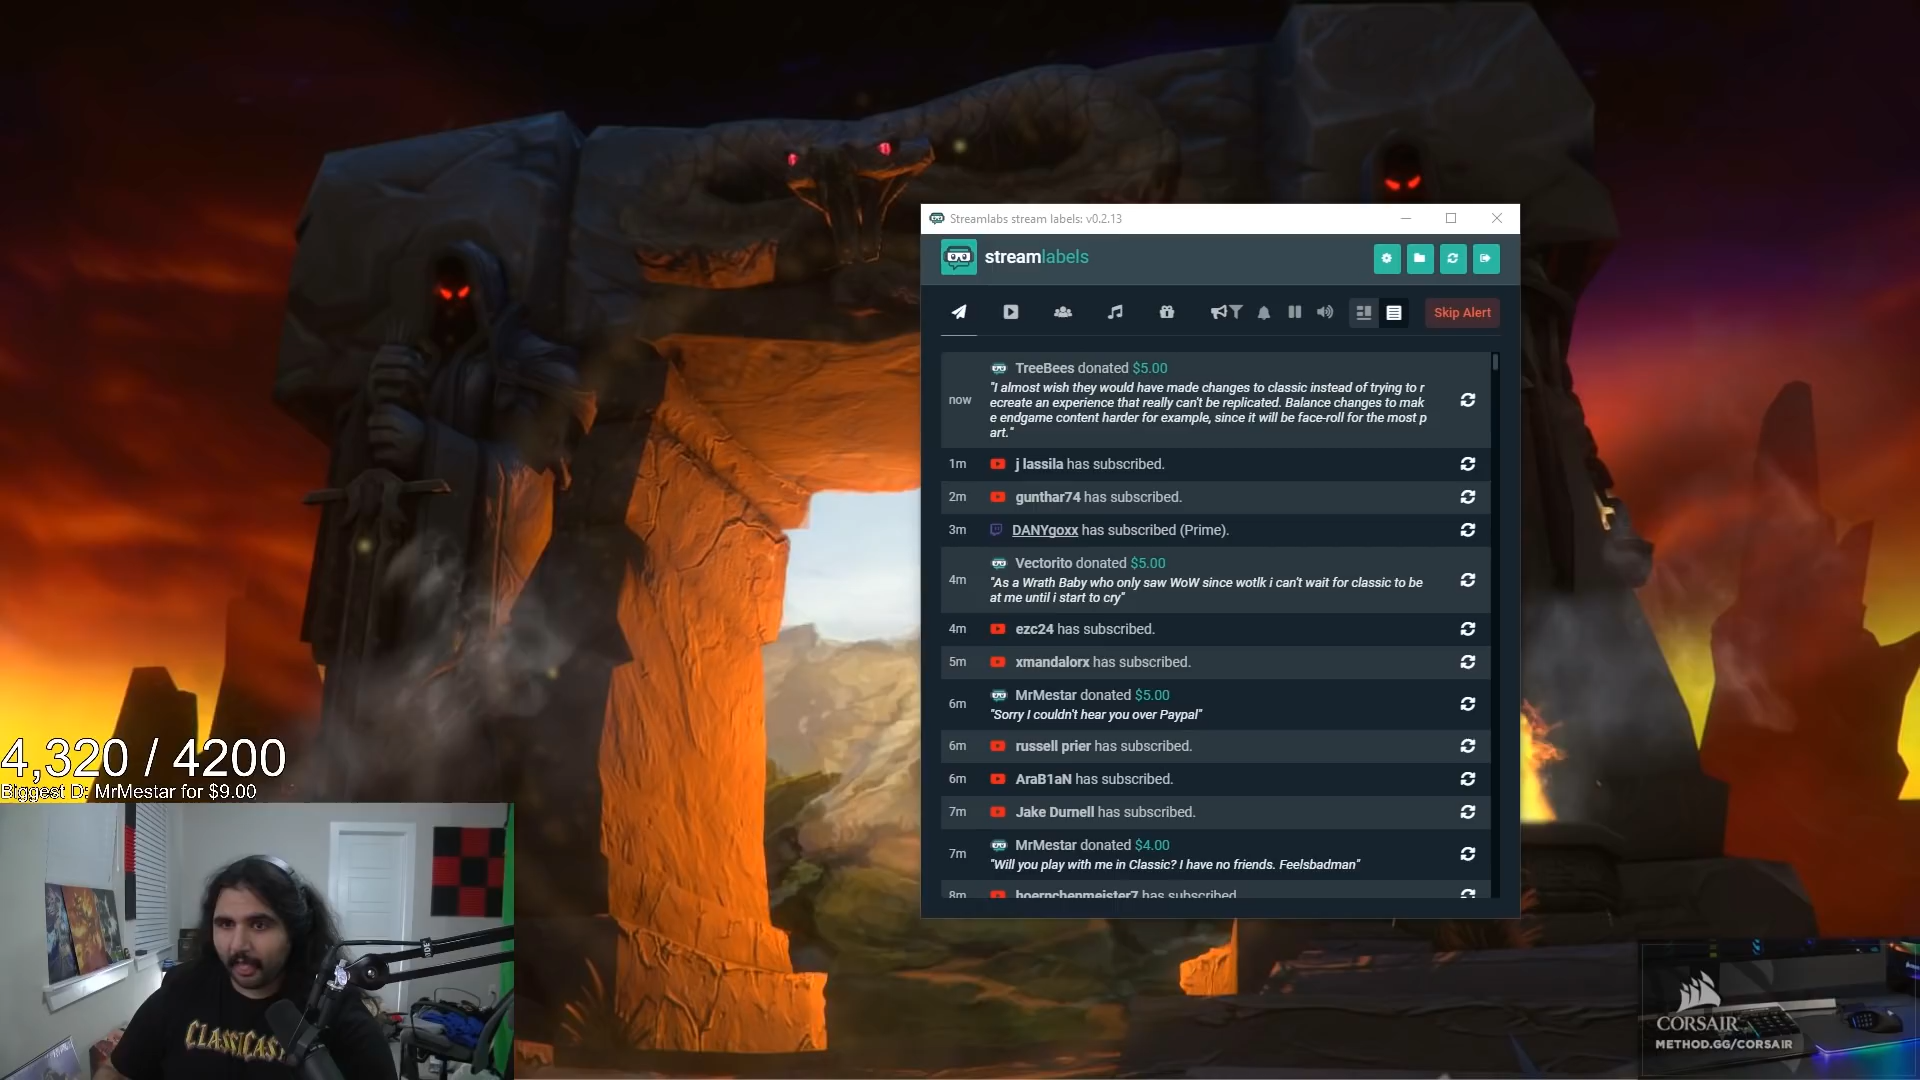 Streamlabs stream labels: v0.2.13
streamlabels
Skip Alert
now
TreeBees donated $5.00
"I almost wish they would have made changes to classic instead of trying to r
ecreate an experience that really can't be replicated. Balance changes to mak
e endgame content harder for example, since it will be face-roll for the most p
art."
1m j lassila has subscribed.
2m gunthar74 has subscribed.
3m DANYgoxx has subscribed (Prime).
4m
Vectorito donated $5.00
"As a Wrath Baby who only saw WoW since wotlk i can't wait for classic to be
at me until i start to cry"
4m ezc24 has subscribed.
5m xmandalorx has subscribed.
6m
MrMestar donated $5.00
"Sorry I couldn't hear you over Paypal"
6m russell prier has subscribed.
6m AraB1aN has subscribed.
7m Jake Durnell has subscribed.
7m
MrMestar donated $4.00
"Will you play with me in Classic? I have no friends. Feelsbadman"
8m hoernchenmeister7 has subscribed.
4,320 / 4200
Biggest D: MrMestar for $9.00
CLASSICAST
CORSAIR
METHOD.GG/CORSAIR